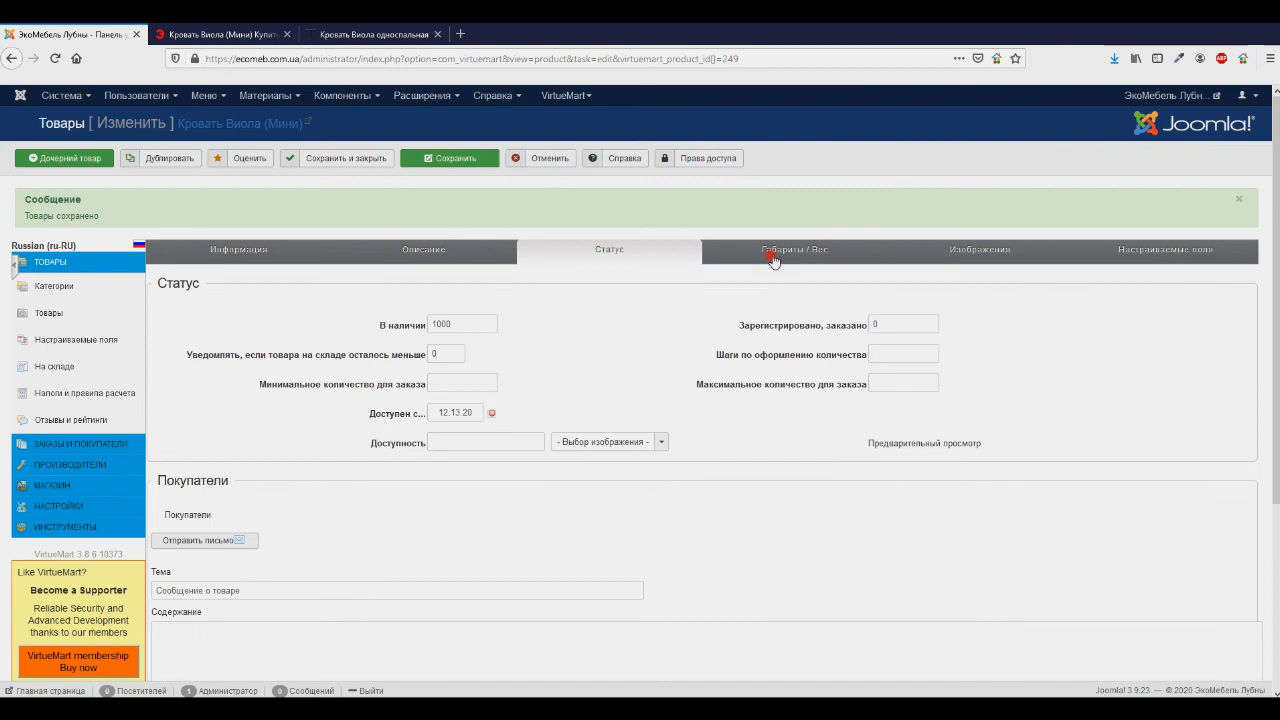 ЭкоМебель Лубны - Панель у
Кровать Виола (Мини) Купить
Кровать Виола односпальная
https://ecomeb.com.ua/administrator/index.php?option=com_virtuemart&view=product&task=edit&virtuemart_product_id[]=249
Система Пользователи Меню Материалы Компоненты Расширения Справка VirtueMart ЭкоМебель Лубн...
Товары [ Изменить ] Кровать Виола (Мини) Joomla!
Дочерний товар Дублировать Оценить Сохранить и закрыть Сохранить Отменить Справка Права доступа
Сообщение
Товары сохранено
Russian (ru-RU)
Информация Описание Статус Габариты / Вес Изображения Настраиваемые поля
ТОВАРЫ
Категории
Товары
Настраиваемые поля
На складе
Налоги и правила расчета
Отзывы и рейтинги
ЗАКАЗЫ И ПОКУПАТЕЛИ
ПРОИЗВОДИТЕЛИ
МАГАЗИН
НАСТРОЙКИ
ИНСТРУМЕНТЫ
VirtueMart 3.8.6 10373
Like VirtueMart?
Become a Supporter
Reliable Security and
Advanced Development
thanks to our members
VirtueMart membership
Buy now
Статус
В наличии 1000 Зарегистрировано, заказано 0
Уведомлять, если товара на складе осталось меньше 0 Шаги по оформлению количества
Минимальное количество для заказа Максимальное количество для заказа
Доступен с... 12.13.20
Доступность - Выбор изображения - Предварительный просмотр
Покупатели
Покупатели
Отправить письмо
Тема
Сообщение о товаре
Содержание
Главная страница 0 Посетителей 1 Администратор 0 Сообщений Выйти Joomla! 3.9.23 — © 2020 ЭкоМебель Лубны